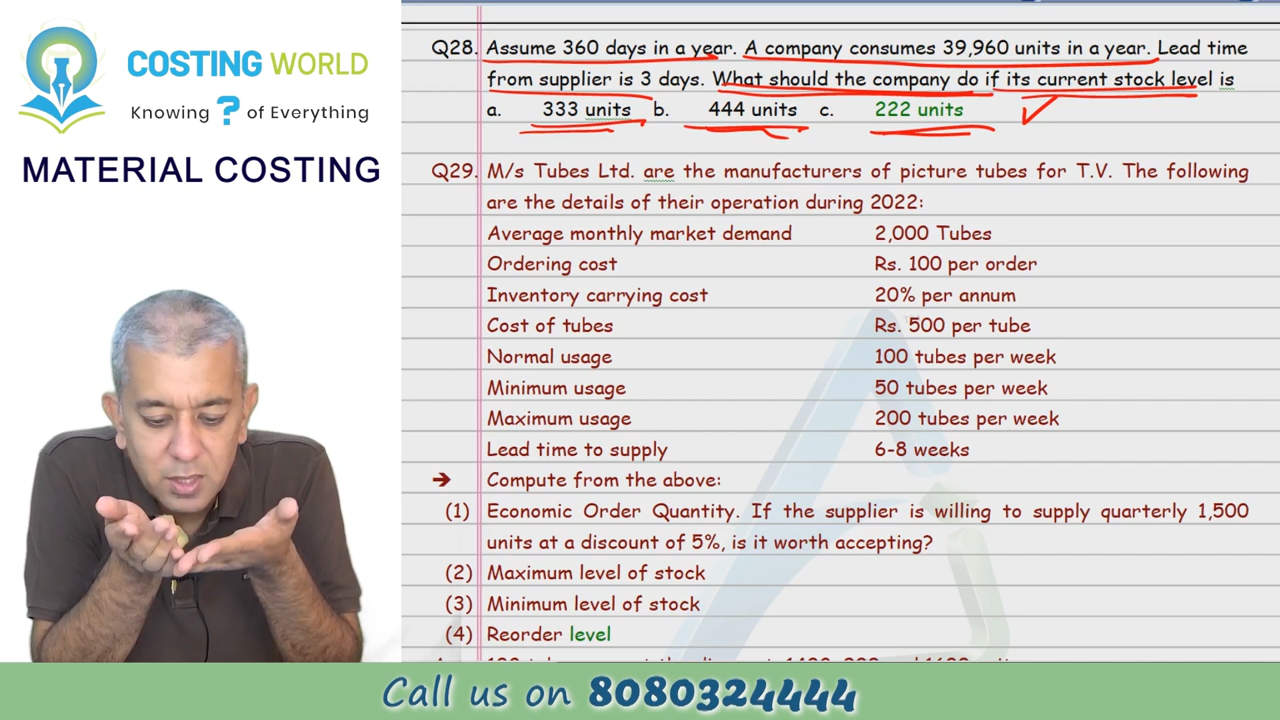 COSTING WORLD
Knowing ? of Everything
MATERIAL COSTING
Q28. Assume 360 days in a year. A company consumes 39,960 units in a year. Lead time
from supplier is 3 days. What should the company do if its current stock level is
a. 333 units b. 444 units c. 222 units
Q29. M/s Tubes Ltd. are the manufacturers of picture tubes for T.V. The following
are the details of their operation during 2022:
Average monthly market demand 2,000 Tubes
Ordering cost Rs. 100 per order
Inventory carrying cost 20% per annum
Cost of tubes Rs. 500 per tube
Normal usage 100 tubes per week
Minimum usage 50 tubes per week
Maximum usage 200 tubes per week
Lead time to supply 6-8 weeks
➔ Compute from the above:
(1) Economic Order Quantity. If the supplier is willing to supply quarterly 1,500
units at a discount of 5%, is it worth accepting?
(2) Maximum level of stock
(3) Minimum level of stock
(4) Reorder level
Call us on 8080324444